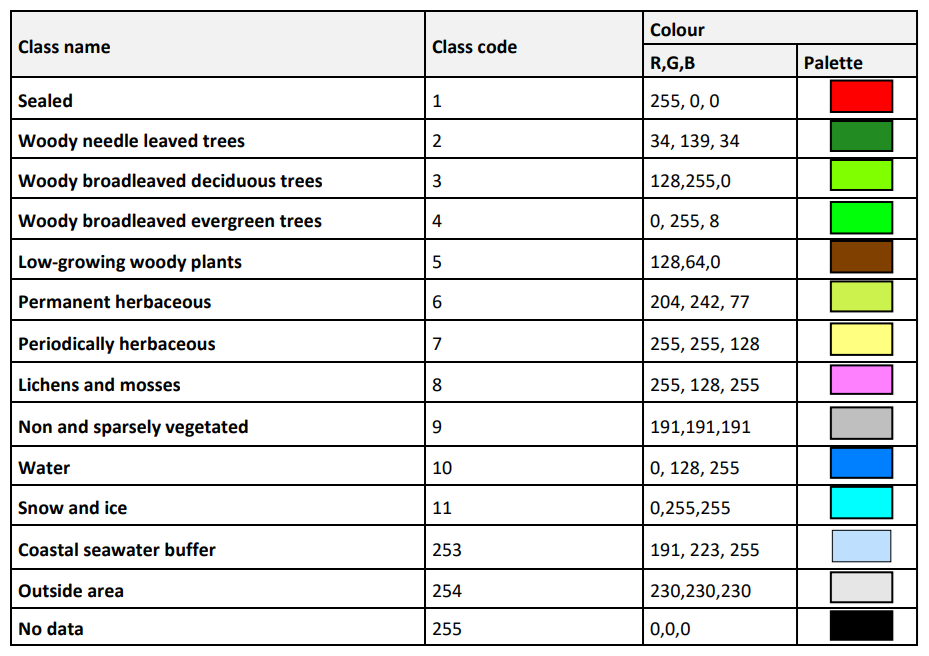 Class name Class code Colour
R,G,B Palette
Sealed 1 255, 0, 0
Woody needle leaved trees 2 34, 139, 34
Woody broadleaved deciduous trees 3 128,255,0
Woody broadleaved evergreen trees 4 0, 255, 8
Low-growing woody plants 5 128,64,0
Permanent herbaceous 6 204, 242, 77
Periodically herbaceous 7 255, 255, 128
Lichens and mosses 8 255, 128, 255
Non and sparsely vegetated 9 191,191,191
Water 10 0, 128, 255
Snow and ice 11 0,255,255
Coastal seawater buffer 253 191, 223, 255
Outside area 254 230,230,230
No data 255 0,0,0